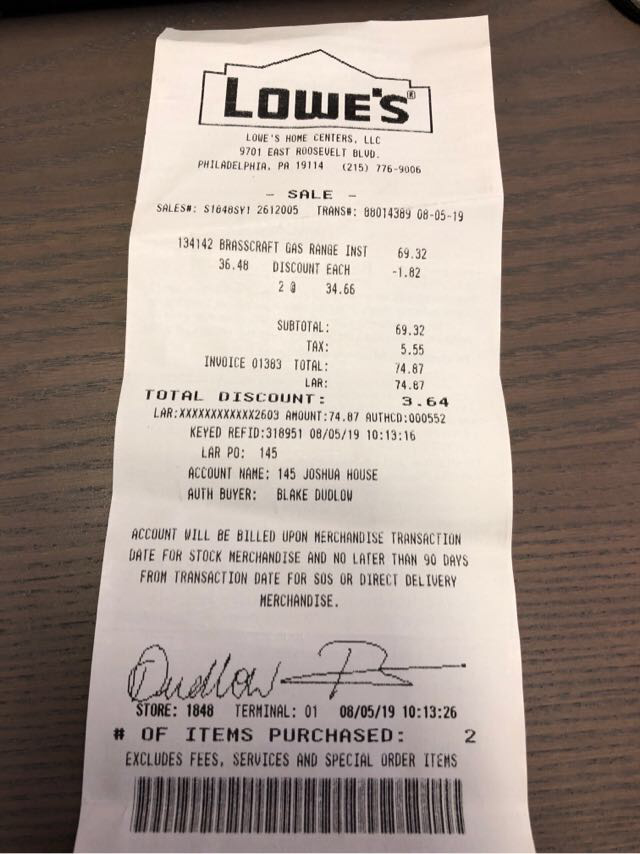 LOWE'S®
LOWE'S HOME CENTERS, LLC
9701 EAST ROOSEVELT BLVD.
PHILADELPHIA, PA 19114 (215) 776-9006
- SALE -
SALES#: S1848SY1 2612005 TRANS#: 88014389 08-05-19
134142 BRASSCRAFT GAS RANGE INST 69.32
36.48 DISCOUNT EACH -1.82
2 @ 34.66
SUBTOTAL: 69.32
TAX: 5.55
INVOICE 01383 TOTAL: 74.87
LAR: 74.87
TOTAL DISCOUNT: 3.64
LAR:XXXXXXXXXXXX2603 AMOUNT:74.87 AUTHCD:000552
KEYED REFID:318951 08/05/19 10:13:16
LAR PO: 145
ACCOUNT NAME: 145 JOSHUA HOUSE
AUTH BUYER: BLAKE DUDLOW
ACCOUNT WILL BE BILLED UPON MERCHANDISE TRANSACTION
DATE FOR STOCK MERCHANDISE AND NO LATER THAN 90 DAYS
FROM TRANSACTION DATE FOR SOS OR DIRECT DELIVERY
MERCHANDISE.
Dudlow
STORE: 1848 TERMINAL: 01 08/05/19 10:13:26
# OF ITEMS PURCHASED: 2
EXCLUDES FEES, SERVICES AND SPECIAL ORDER ITEMS